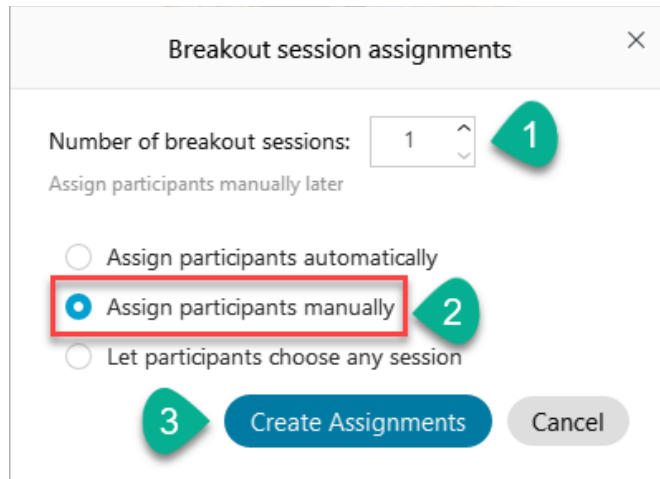 Breakout session assignments
Number of breakout sessions: 1 1
Assign participants manually later
Assign participants automatically
Assign participants manually 2
Let participants choose any session
3 Create Assignments Cancel